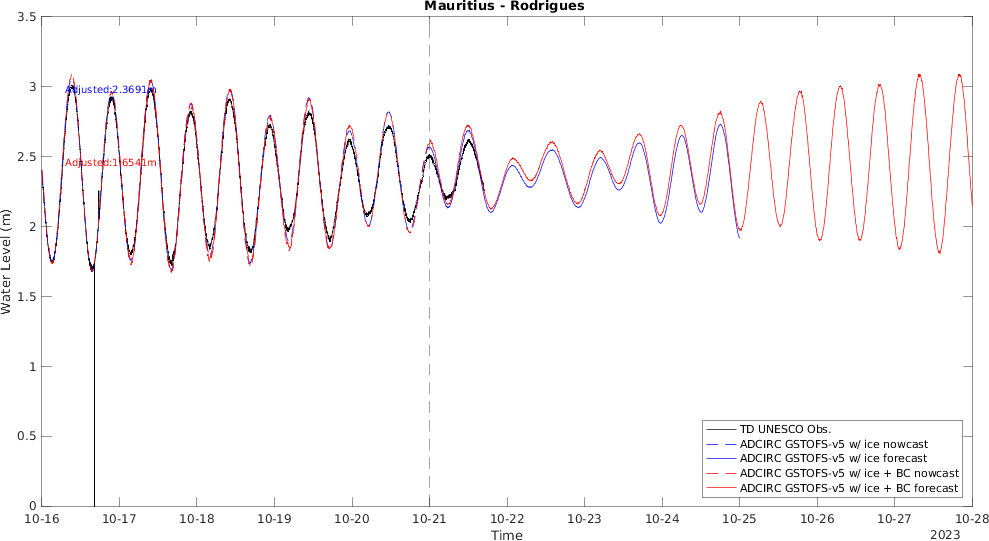 Mauritius - Rodrigues
3.5
3
2.5
2
1.5
1
0.5
0
Water Level (m)
Adjusted:2.3691m
Adjusted:1.6541m
TD UNESCO Obs.
ADCIRC GSTOFS-v5 w/ ice nowcast
ADCIRC GSTOFS-v5 w/ ice forecast
ADCIRC GSTOFS-v5 w/ ice + BC nowcast
ADCIRC GSTOFS-v5 w/ ice + BC forecast
10-16 10-17 10-18 10-19 10-20 10-21 10-22 10-23 10-24 10-25 10-26 10-27 10-28
Time
2023